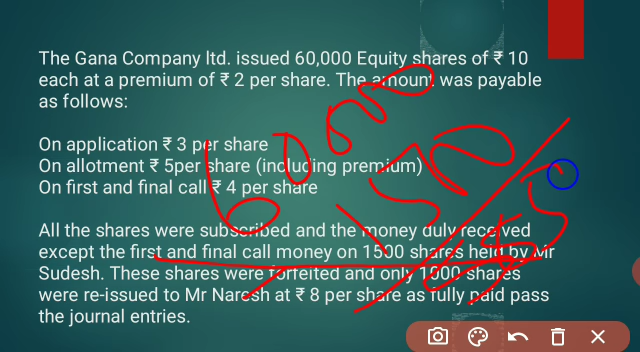 The Gana Company ltd. issued 60,000 Equity shares of ₹ 10
each at a premium of ₹ 2 per share. The amount was payable
as follows:
On application ₹ 3 per share
On allotment ₹ 5per share (including premium)
On first and final call ₹ 4 per share
All the shares were subscribed and the money duly received
except the first and final call money on 1500 shares held by Mr
Sudesh. These shares were forfeited and only 1000 shares
were re-issued to Mr Naresh at ₹ 8 per share as fully paid pass
the journal entries.
60000
1500